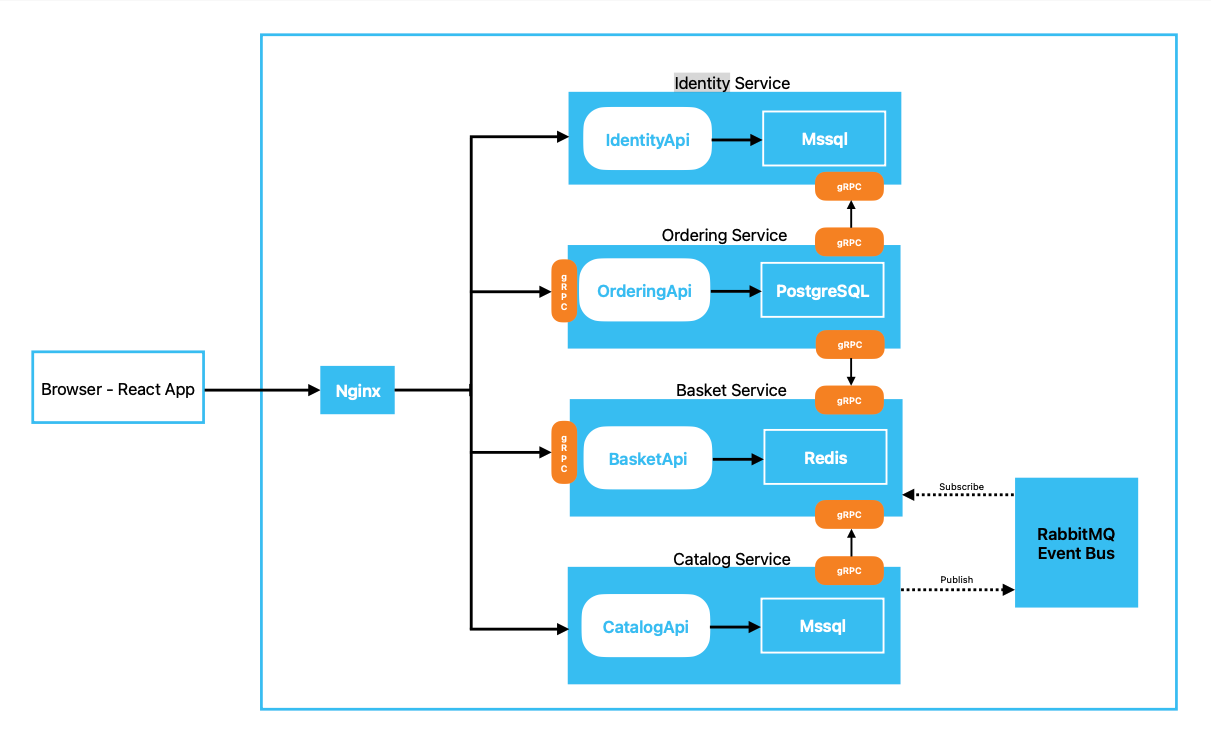 Identity Service
IdentityApi
Mssql
gRPC
gRPC
Ordering Service
gRPC
OrderingApi
PostgreSQL
gRPC
Browser - React App
Nginx
Basket Service
gRPC
gRPC
BasketApi
Redis
Subscribe
gRPC
RabbitMQ
Event Bus
Catalog Service
gRPC
Publish
CatalogApi
Mssql